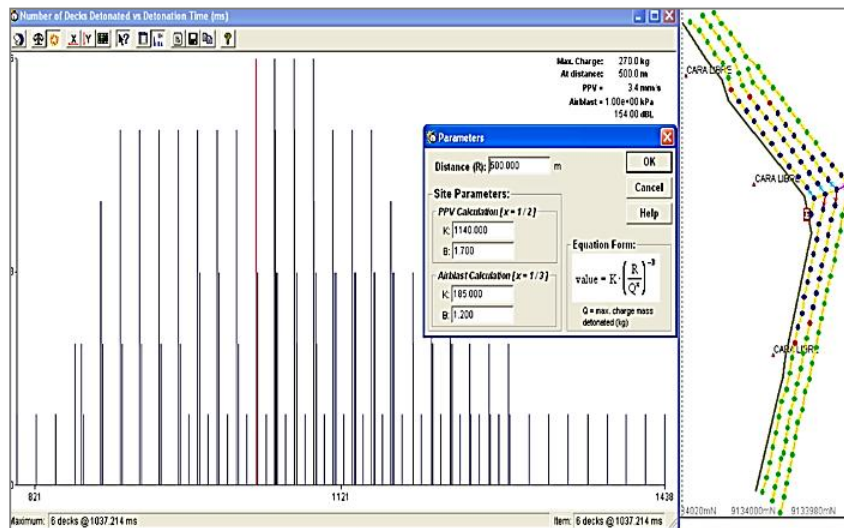 Number of Decks Detonated vs Detonation Time (ms)
X Y
Max. Charge: 270.0 kg
At distance: 500.0 m
PPV = 3.4 mm/s
Airblast = 1.00e+00 kPa
154.00 dBL
Parameters
Distance (R): 500.000 m
OK
Cancel
Help
Site Parameters:
PPV Calculation [x = 1/2]
K: 1140.000
B: 1.700
Airblast Calculation [x = 1/3]
K: 185.000
B: 1.200
Equation Form:
value = K · (R / Q^x)^-B
Q = max. charge mass
detonated (kg)
821
1121
1438
Maximum: 6 decks @ 1037.214 ms
Item: 6 decks @ 1037.214 ms
CARA LIBRE
CARA LIBRE
CARA LIBRE
34020mN 9134000mN 9133980mN